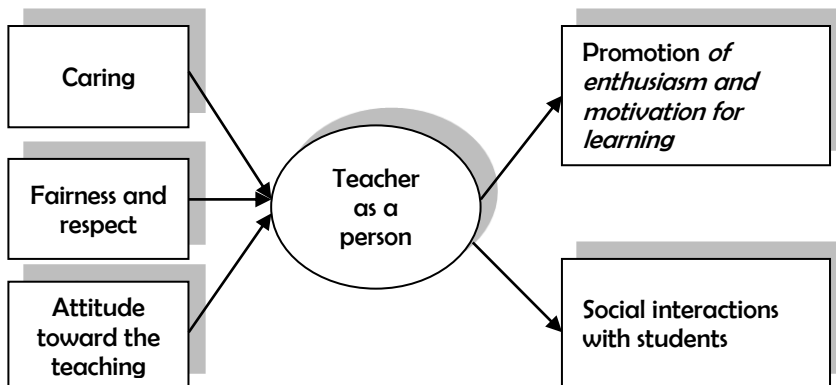 Caring
Fairness and
respect
Attitude
toward the
teaching
Teacher
as a
person
Promotion of
enthusiasm and
motivation for
learning
Social interactions
with students